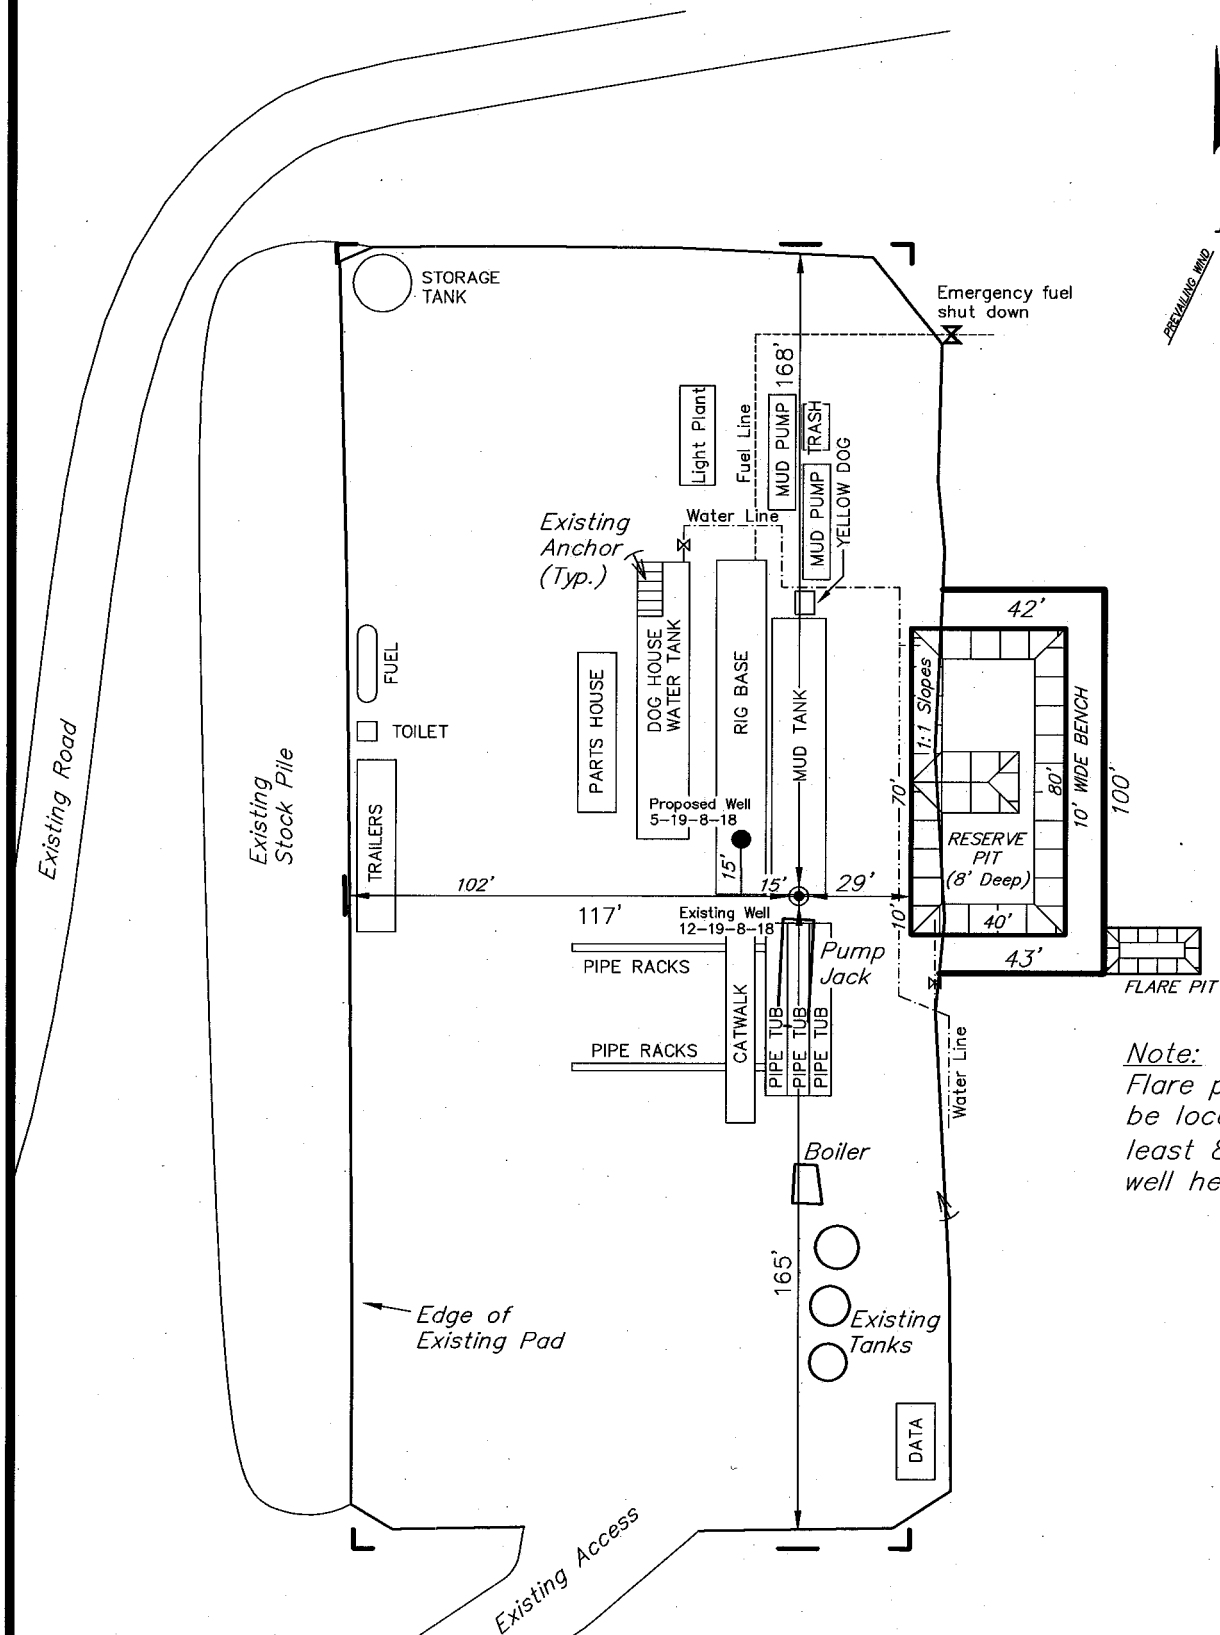 STORAGE
TANK
Emergency fuel
shut down
PREVAILING WIND
168'
Light Plant
Fuel Line
MUD PUMP
TRASH
MUD PUMP
YELLOW DOG
Water Line
Existing
Anchor
(Typ.)
42'
FUEL
TOILET
PARTS HOUSE
DOG HOUSE
WATER TANK
RIG BASE
MUD TANK
1:1 Slopes
10' WIDE BENCH
80'
100'
70'
Existing Road
Existing
Stock Pile
TRAILERS
Proposed Well
5-19-8-18
RESERVE
PIT
(8' Deep)
15'
102'
15'
29'
10'
40'
117'
Existing Well
12-19-8-18
PIPE RACKS
Pump
Jack
43'
FLARE PIT
PIPE RACKS
CATWALK
PIPE TUB
PIPE TUB
PIPE TUB
Water Line
Note:
Flare p
be loca
least 8
well he
Boiler
165'
Edge of
Existing Pad
Existing
Tanks
DATA
Existing Access